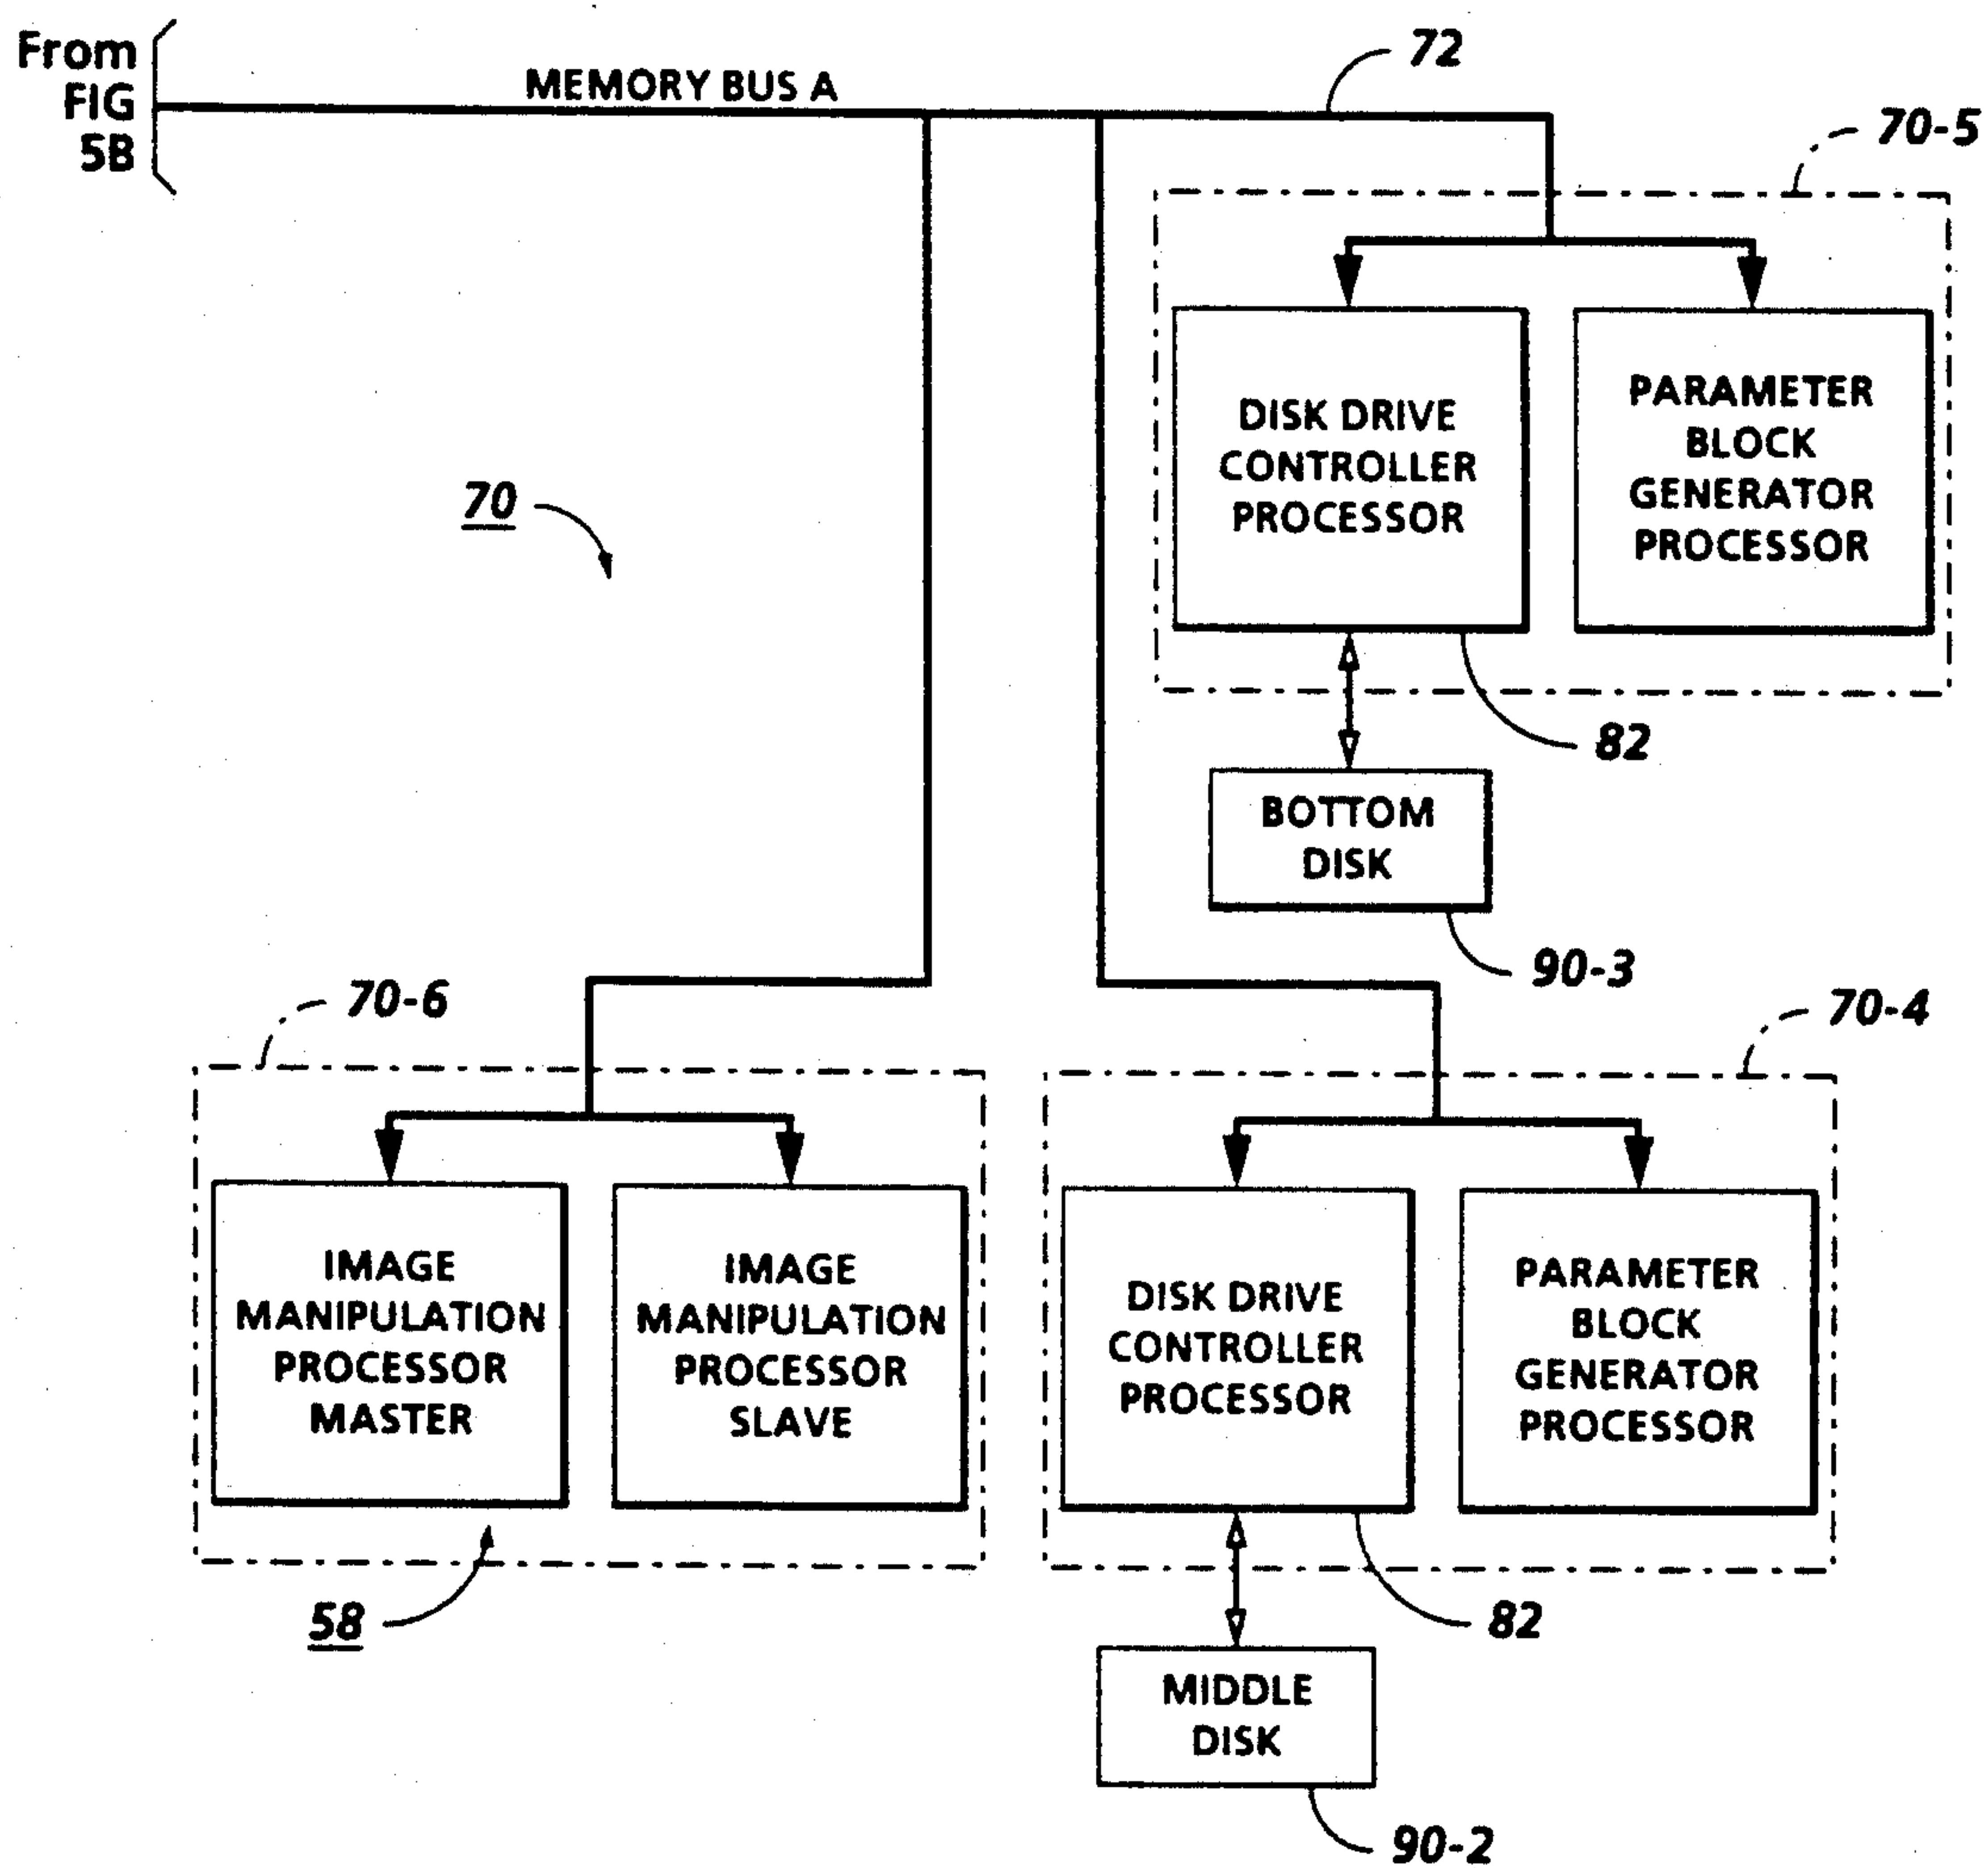 From
FIG
5B
MEMORY BUS A
72
70-5
DISK DRIVE
CONTROLLER
PROCESSOR
PARAMETER
BLOCK
GENERATOR
PROCESSOR
70
82
BOTTOM
DISK
90-3
70-6
70-4
IMAGE
MANIPULATION
PROCESSOR
MASTER
IMAGE
MANIPULATION
PROCESSOR
SLAVE
DISK DRIVE
CONTROLLER
PROCESSOR
PARAMETER
BLOCK
GENERATOR
PROCESSOR
58
82
MIDDLE
DISK
90-2